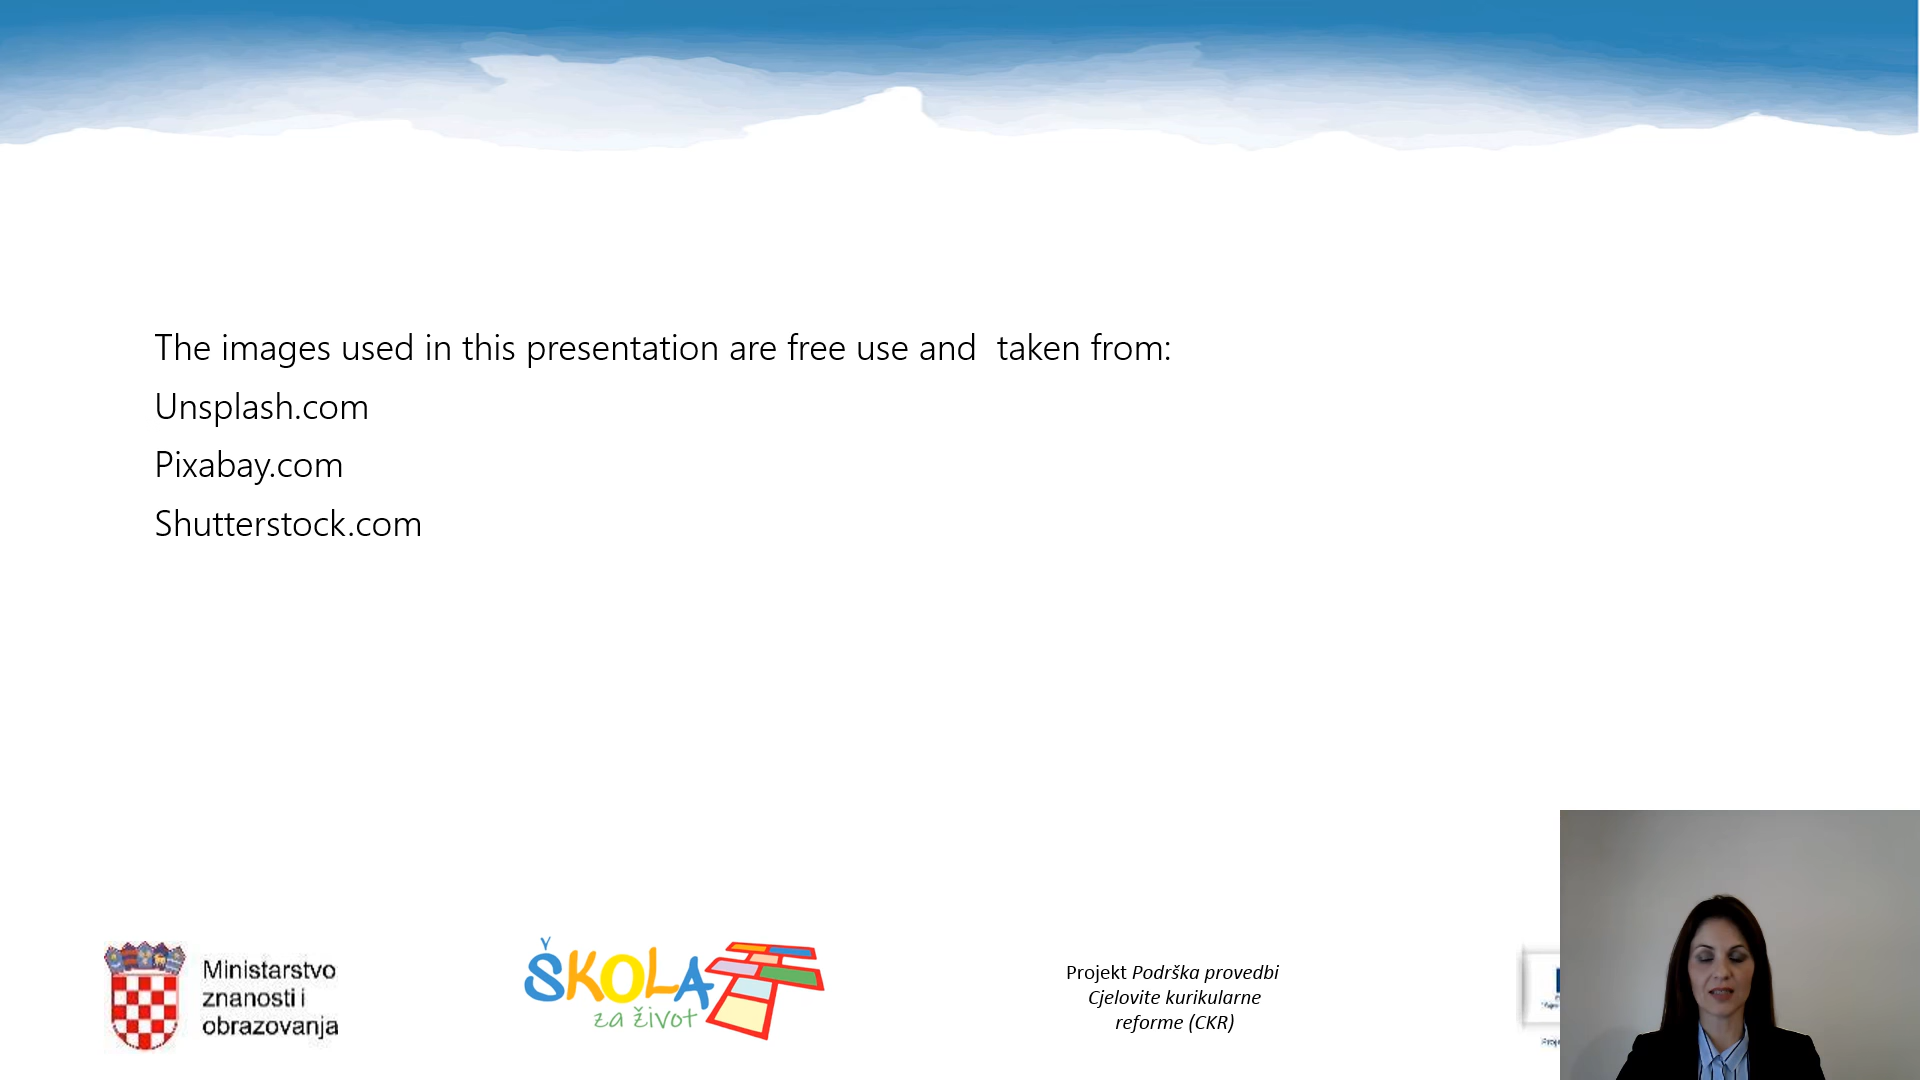 The images used in this presentation are free use and  taken from:
Unsplash.com
Pixabay.com
Shutterstock.com
Ministarstvo
znanosti i
obrazovanja
ŠKOLA
za život
Projekt Podrška provedbi
Cjelovite kurikularne
reforme (CKR)